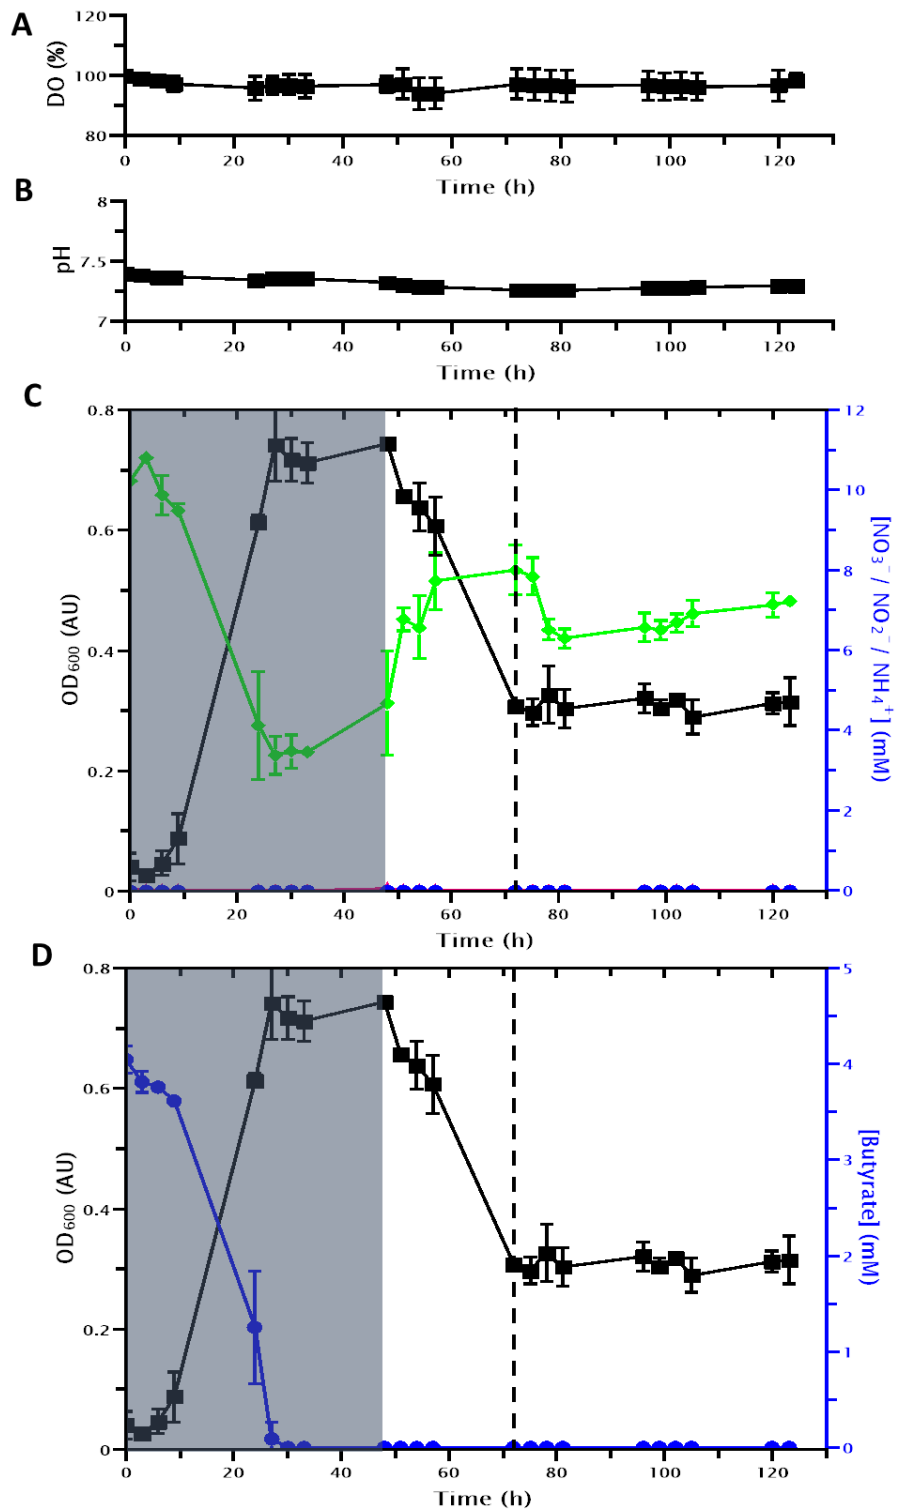 A
DO (%)
120
100
80
0 20 40 60 80 100 120
Time (h)
B
pH
8
7.5
7
0 20 40 60 80 100 120
Time (h)
C
OD₆₀₀ (AU)
0.8
0.6
0.4
0.2
0
12
10
8
6
4
2
0
[NO₃⁻ / NO₂⁻ / NH₄⁺] (mM)
0 20 40 60 80 100 120
Time (h)
D
OD₆₀₀ (AU)
0.8
0.6
0.4
0.2
0
5
4
3
2
1
0
[Butyrate] (mM)
0 20 40 60 80 100 120
Time (h)